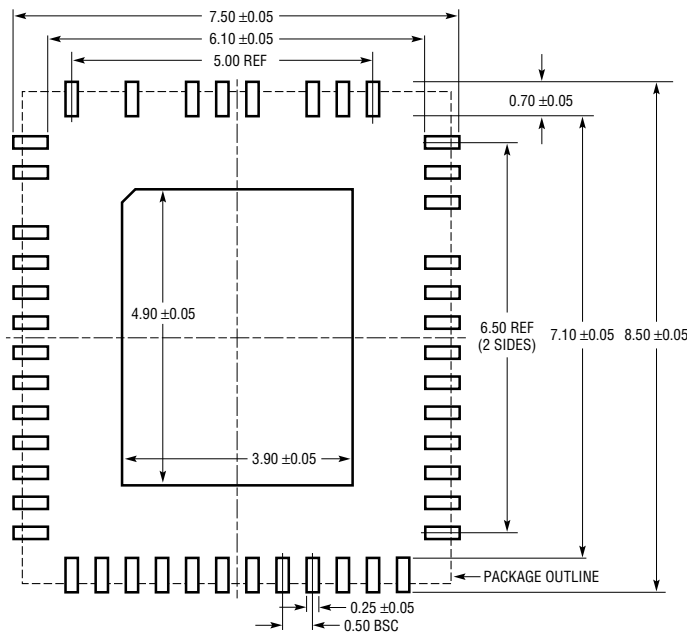 7.50 ±0.05
6.10 ±0.05
5.00 REF
0.70 ±0.05
4.90 ±0.05
6.50 REF
(2 SIDES)
7.10 ±0.05
8.50 ±0.05
3.90 ±0.05
PACKAGE OUTLINE
0.25 ±0.05
0.50 BSC